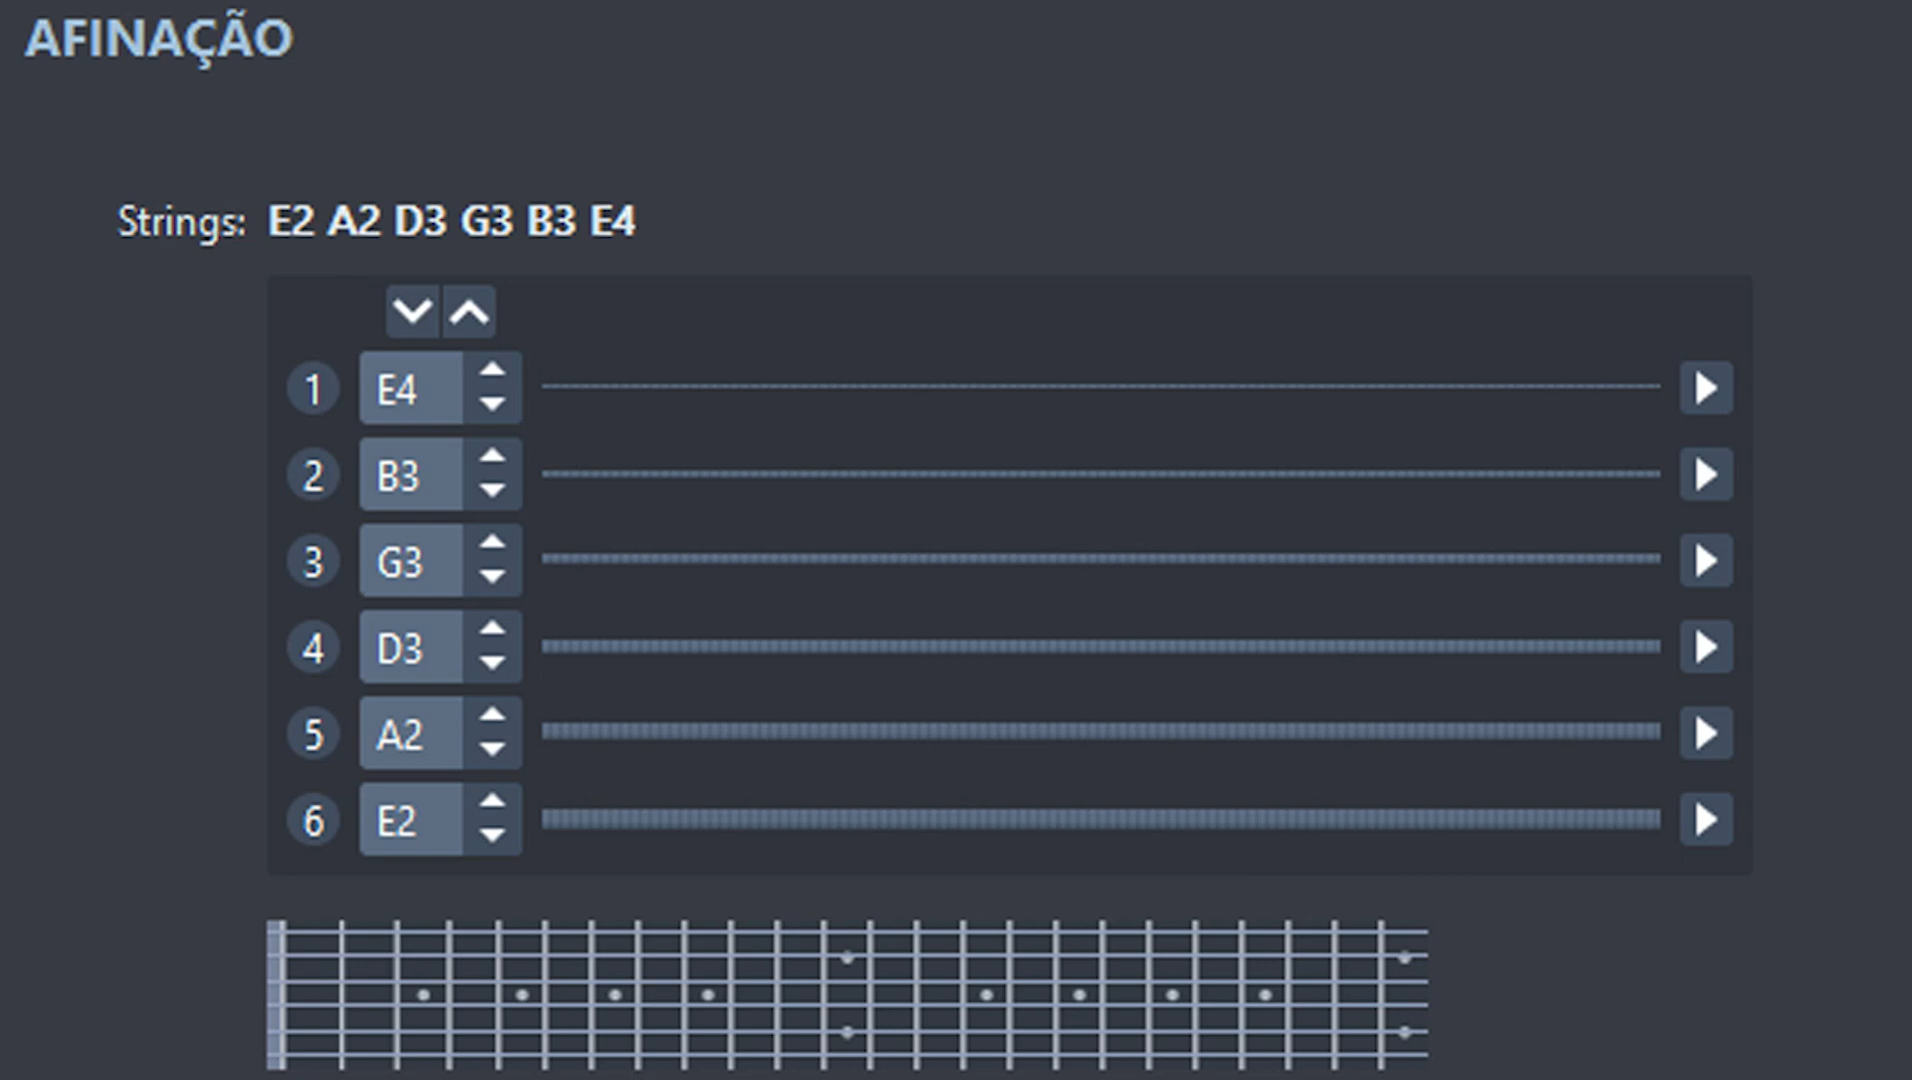 AFINAÇÃO
Strings: E2 A2 D3 G3 B3 E4
1 E4
2 B3
3 G3
4 D3
5 A2
6 E2